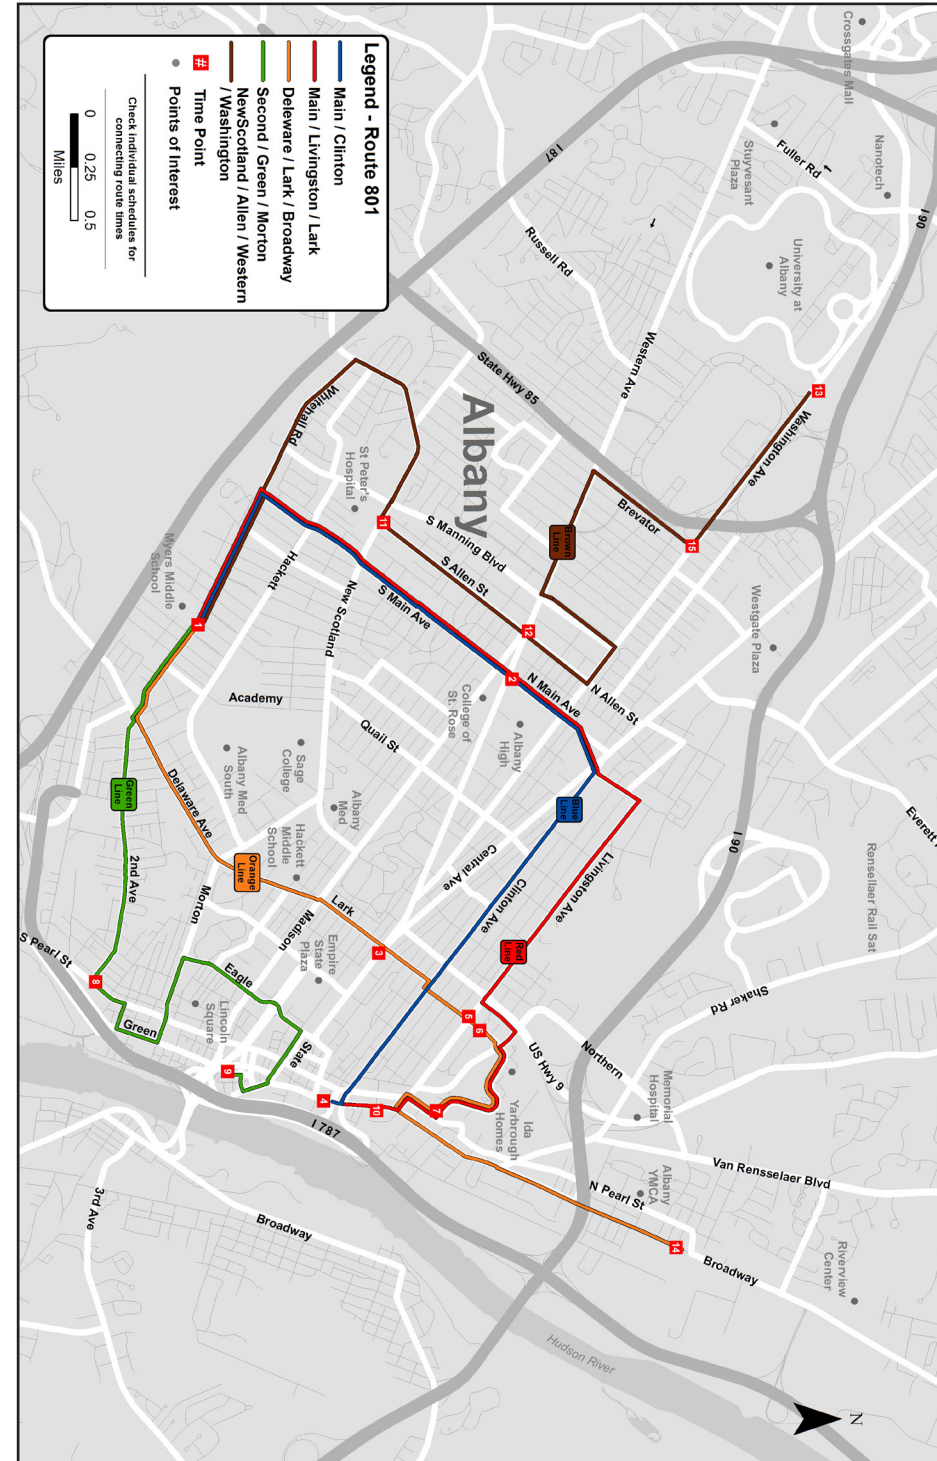 Legend - Route 801
Main / Clinton
Main / Livingston / Lark
Deleware / Lark / Broadway
Second / Green / Morton
NewScotland / Allen / Western
/ Washington
# Time Point
Points of Interest
Check individual schedules for
connecting route times
0 0.25 0.5
Miles
Crossgates Mall
Nanotech
Fuller Rd
Stuyvesant
Plaza
I 90
I 87
University at
Albany
Russell Rd
Western Ave
State Hwy 85
13
Washington Ave
Albany
Whitehall Rd
St Peter's
Hospital
11
S Manning Blvd
Brown
Line
Brevator
15
S Allen St
Hackett
Myers Middle
School
1
New Scotland
S Main Ave
12
Westgate Plaza
2
N Main Ave
N Allen St
Academy
Quail St
College of
St. Rose
Albany
High
Sage
College
Albany Med
South
Albany
Med
Green
Line
Delaware Ave
Blue
Line
Everett
I 90
Hackett
Middle
School
Orange
Line
Central Ave
Clinton Ave
Livingston Ave
Rensellaer Rail Sat
2nd Ave
Morton
Lark
Madison
3
Red
Line
S Pearl St
8
Eagle
Empire
State
Plaza
Shaker Rd
Green
Lincoln
Square
5
6
State
9
US Hwy 9
Northern
4
10
7
Ida
Yarbrough
Homes
Memorial
Hospital
I 787
Van Rensselaer Blvd
Albany
YMCA
N Pearl St
3rd Ave
Broadway
14
Broadway
Riverview
Center
Hudson River
N